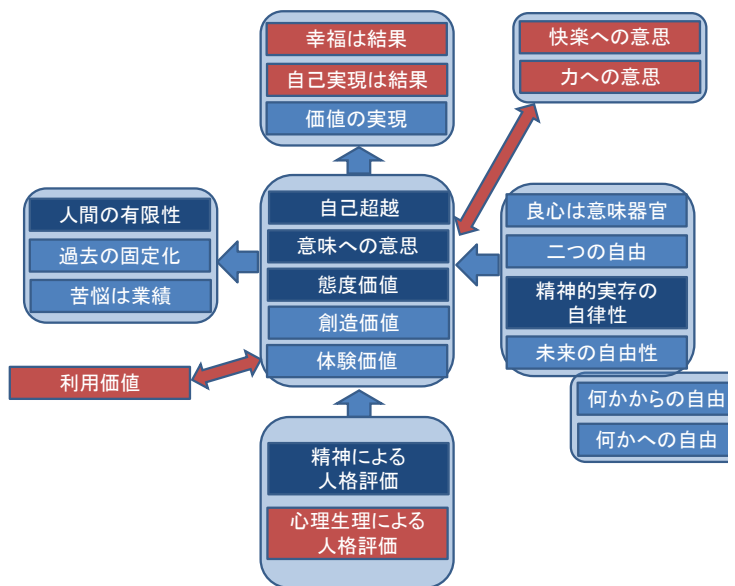 幸福は結果
自己実現は結果
価値の実現
快楽への意思
力への意思
人間の有限性
過去の固定化
苦悩は業績
自己超越
意味への意思
態度価値
創造価値
体験価値
良心は意味器官
二つの自由
精神的実存の
自律性
未来の自由性
何かからの自由
何かへの自由
利用価値
精神による
人格評価
心理生理による
人格評価